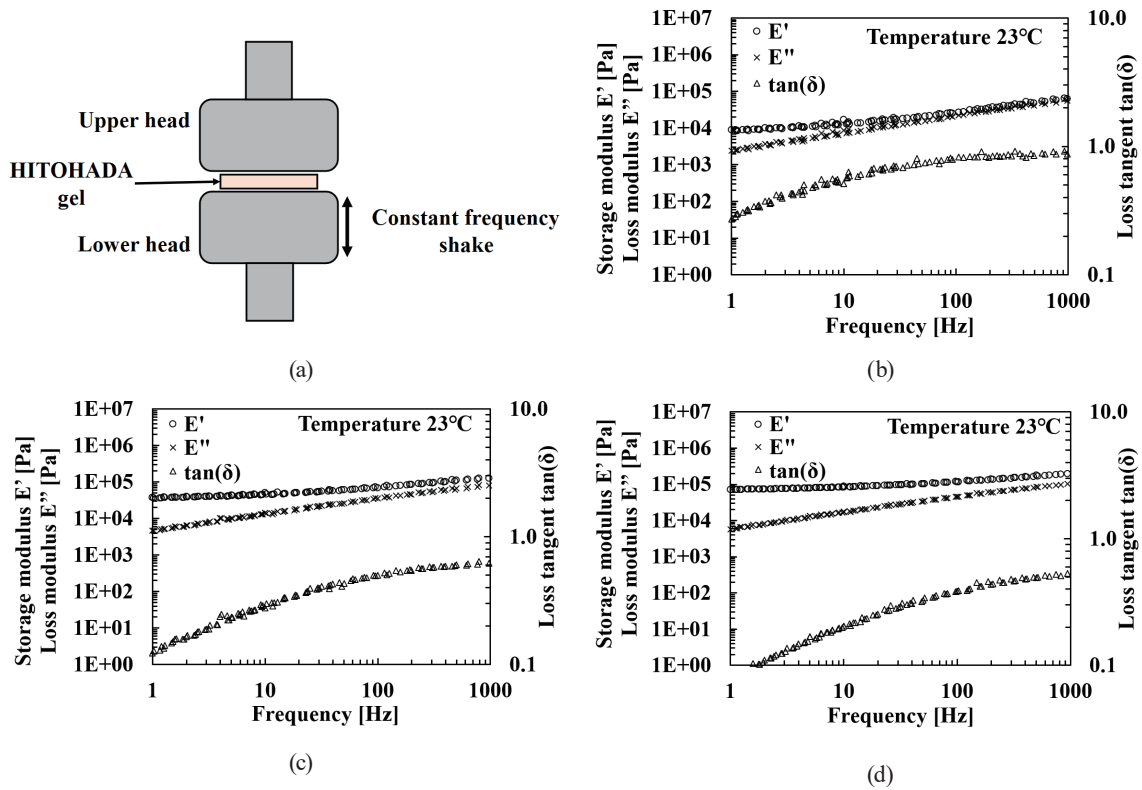 Upper head
HITOHADA
gel
Lower head
Constant frequency
shake
(a)
Storage modulus E' [Pa]
Loss modulus E'' [Pa]
1E+07
1E+06
1E+05
1E+04
1E+03
1E+02
1E+01
1E+00
E'
E''
tan(δ)
Temperature 23℃
10.0
1.0
0.1
Loss tangent tan(δ)
1 10 100 1000
Frequency [Hz]
(b)
Storage modulus E' [Pa]
Loss modulus E'' [Pa]
1E+07
1E+06
1E+05
1E+04
1E+03
1E+02
1E+01
1E+00
E'
E''
tan(δ)
Temperature 23℃
10.0
1.0
0.1
Loss tangent tan(δ)
1 10 100 1000
Frequency [Hz]
(c)
Storage modulus E' [Pa]
Loss modulus E'' [Pa]
1E+07
1E+06
1E+05
1E+04
1E+03
1E+02
1E+01
1E+00
E'
E''
tan(δ)
Temperature 23℃
10.0
1.0
0.1
Loss tangent tan(δ)
1 10 100 1000
Frequency [Hz]
(d)